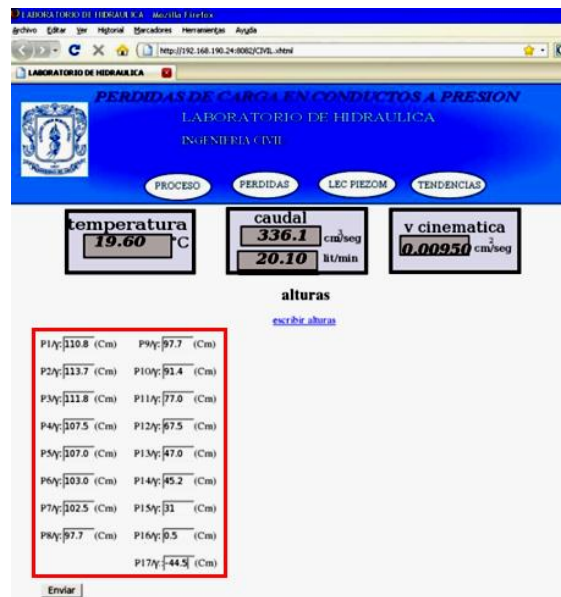 LABORATORIO DE HIDRAULICA - Mozilla Firefox
Archivo Editar Ver Historial Marcadores Herramientas Ayuda
http://192.168.190.24:8082/CIVIL.shtml
LABORATORIO DE HIDRAULICA
PERDIDAS DE CARGA EN CONDUCTOS A PRESION
LABORATORIO DE HIDRAULICA
INGENIERIA CIVIL
PROCESO PERDIDAS LEC PIEZOM TENDENCIAS
temperatura
19.60 °C
caudal
336.1 cm³/seg
20.10 lit/min
v cinematica
0.00950 cm²/seg
alturas
escribir alturas
P1/γ: 110.8 (Cm) P9/γ: 97.7 (Cm)
P2/γ: 113.7 (Cm) P10/γ: 91.4 (Cm)
P3/γ: 111.8 (Cm) P11/γ: 77.0 (Cm)
P4/γ: 107.5 (Cm) P12/γ: 67.5 (Cm)
P5/γ: 107.0 (Cm) P13/γ: 47.0 (Cm)
P6/γ: 103.0 (Cm) P14/γ: 45.2 (Cm)
P7/γ: 102.5 (Cm) P15/γ: 31 (Cm)
P8/γ: 97.7 (Cm) P16/γ: 0.5 (Cm)
P17/γ: -44.5 (Cm)
Enviar